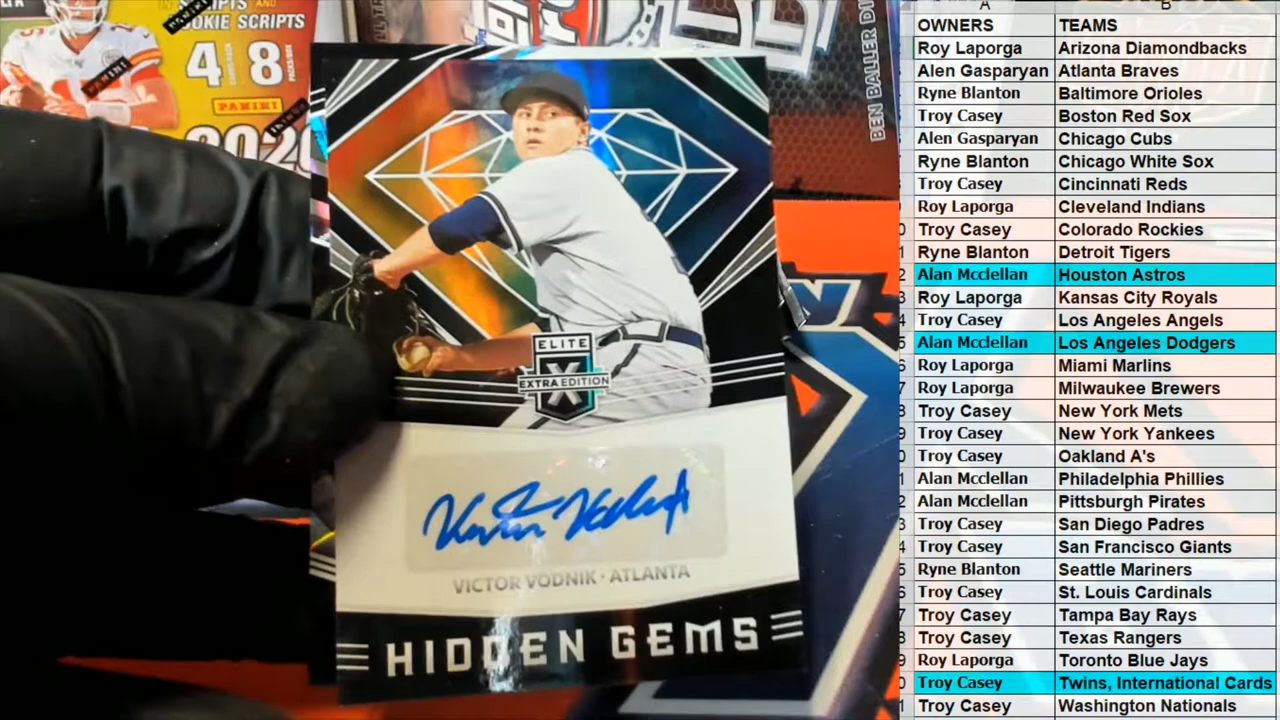 SCRIPTS AND
ROOKIE SCRIPTS
4 8
PANINI
PANINI
2020
BEN BALLER
ELITE
EXTRA EDITION
X
VICTOR VODNIK · ATLANTA
HIDDEN GEMS
A B
OWNERS TEAMS
Roy Laporga Arizona Diamondbacks
Alen Gasparyan Atlanta Braves
Ryne Blanton Baltimore Orioles
Troy Casey Boston Red Sox
Alen Gasparyan Chicago Cubs
Ryne Blanton Chicago White Sox
Troy Casey Cincinnati Reds
Roy Laporga Cleveland Indians
Troy Casey Colorado Rockies
Ryne Blanton Detroit Tigers
Alan Mcclellan Houston Astros
Roy Laporga Kansas City Royals
Troy Casey Los Angeles Angels
Alan Mcclellan Los Angeles Dodgers
Roy Laporga Miami Marlins
Roy Laporga Milwaukee Brewers
Troy Casey New York Mets
Troy Casey New York Yankees
Troy Casey Oakland A's
Alan Mcclellan Philadelphia Phillies
Alan Mcclellan Pittsburgh Pirates
Troy Casey San Diego Padres
Troy Casey San Francisco Giants
Ryne Blanton Seattle Mariners
Troy Casey St. Louis Cardinals
Troy Casey Tampa Bay Rays
Troy Casey Texas Rangers
Roy Laporga Toronto Blue Jays
Troy Casey Twins, International Cards
Troy Casey Washington Nationals